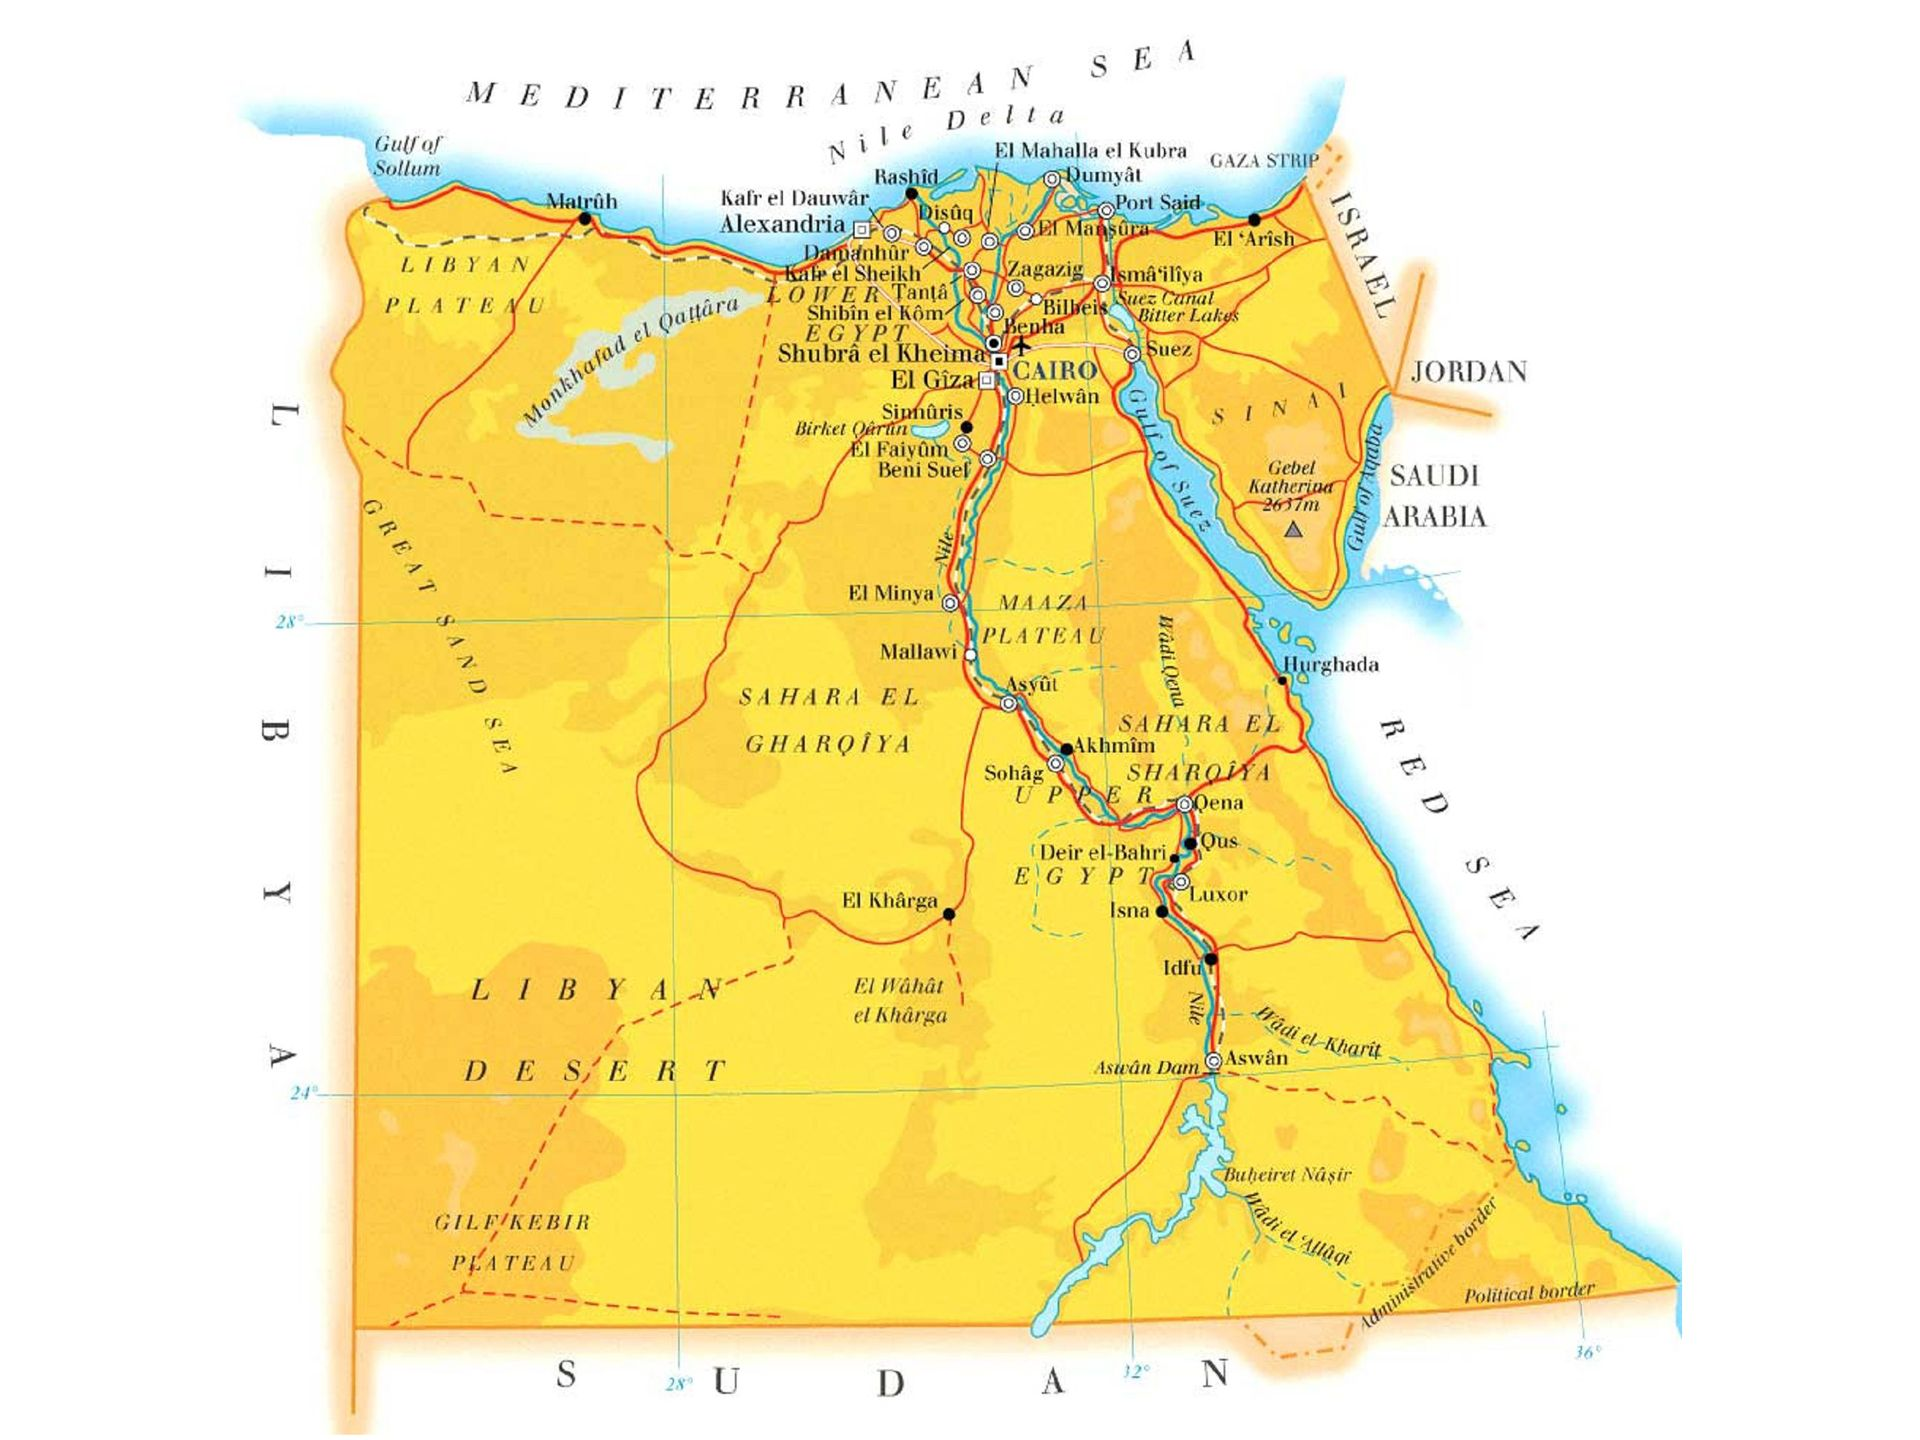 MEDITERRANEAN SEA
Nile Delta
Gulf of
Sollum
El Mahalla el Kubra
GAZA STRIP
Rashîd
Dumyât
Matrûh
Kafr el Dauwâr
Disûq
Port Said
Alexandria
El Manṣûra
El ‘Arîsh
ISRAEL
Damanhûr
LIBYAN
PLATEAU
Kafr el Sheikh
Zagazig
Ismâ‘ilîya
LOWER
EGYPT
Ṭanṭâ
Bilbeis
Suez Canal
Bitter Lakes
Monkhafad el Qaṭṭâra
Shibîn el Kôm
Benha
Shubrâ el Kheima
Suez
CAIRO
JORDAN
El Gîza
Ḥelwân
SINAI
Sinnûris
Birket Qârûn
El Faiyûm
Beni Suef
Gulf of Suez
Gulf of Aqaba
Gebel
Katherina
2637m
SAUDI
ARABIA
GREAT SAND SEA
LIBYA
Nile
El Minya
MAAZA
PLATEAU
28°
Wâdi Qena
Mallawi
Hurghada
Asyût
SAHARA EL
GHARQÎYA
SAHARA EL
SHARQÎYA
RED SEA
Akhmîm
Sohâg
UPPER
EGYPT
Qena
Qus
Deir el-Bahri
Luxor
El Khârga
Isna
Idfu
LIBYAN
DESERT
El Wâhât
el Khârga
Nile
Wâdi el-Kharît
Aswân
Aswân Dam
24°
Buḥeiret Nâṣir
Wâdi el ‘Allâqi
GILF KEBIR
PLATEAU
Administrative border
Political border
SUDAN
28°
32°
36°